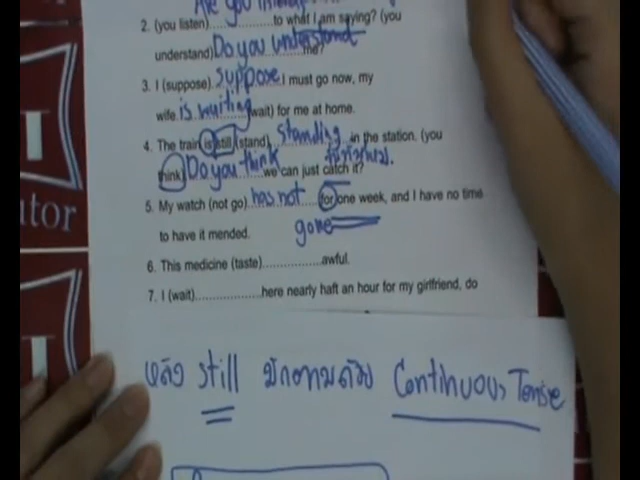 Are you
2. (you listen)...............to what I am saying? (you
understand) Do you understand me?
3. I (suppose) suppose I must go now, my
wife is waiting (wait) for me at home.
4. The train is still (stand) standing in the station. (you
think) Do you think we can just catch it?
5. My watch (not go) has not for one week, and I have no time
gone
to have it mended.
6. This medicine (taste)...............awful.
7. I (wait)................here nearly haft an hour for my girlfriend, do
หลัง still มักตามด้วย Continuous Tense
I
utor